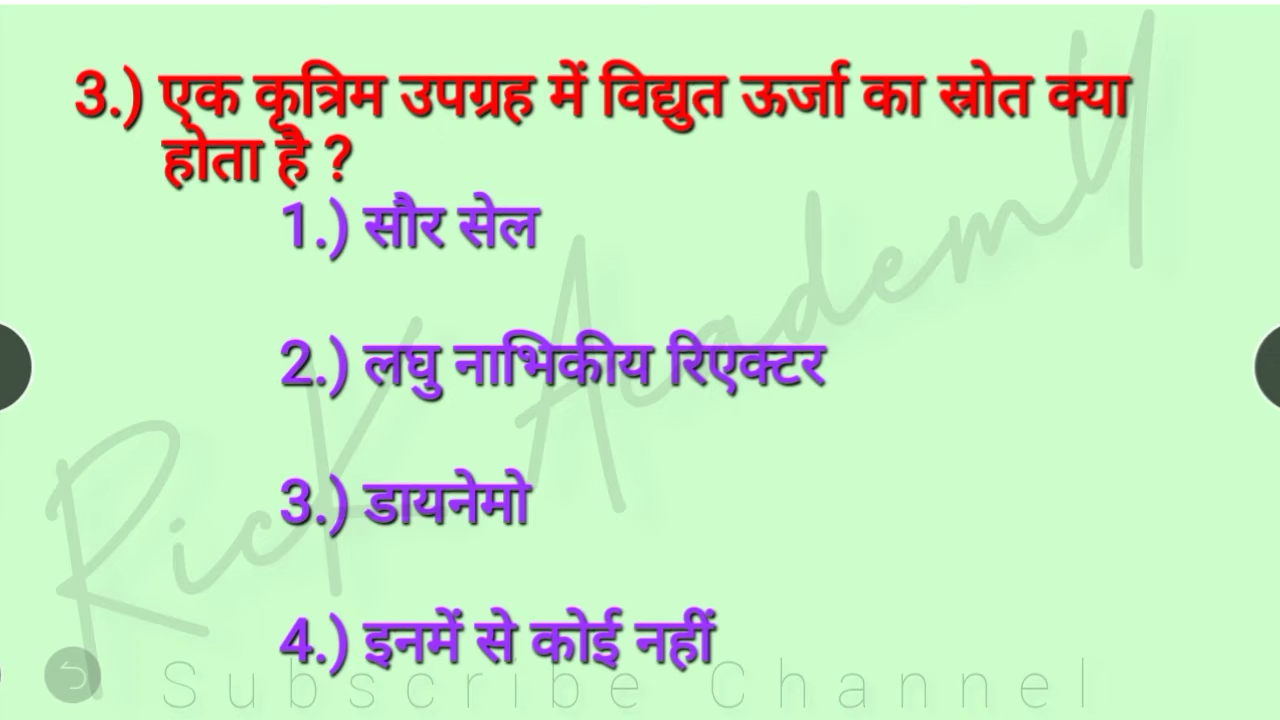 3.) एक कृत्रिम उपग्रह में विद्युत ऊर्जा का स्रोत क्या
होता है ?
1.) सौर सेल
2.) लघु नाभिकीय रिएक्टर
3.) डायनेमो
4.) इनमें से कोई नहीं
Rick Academy
Subscribe Channel